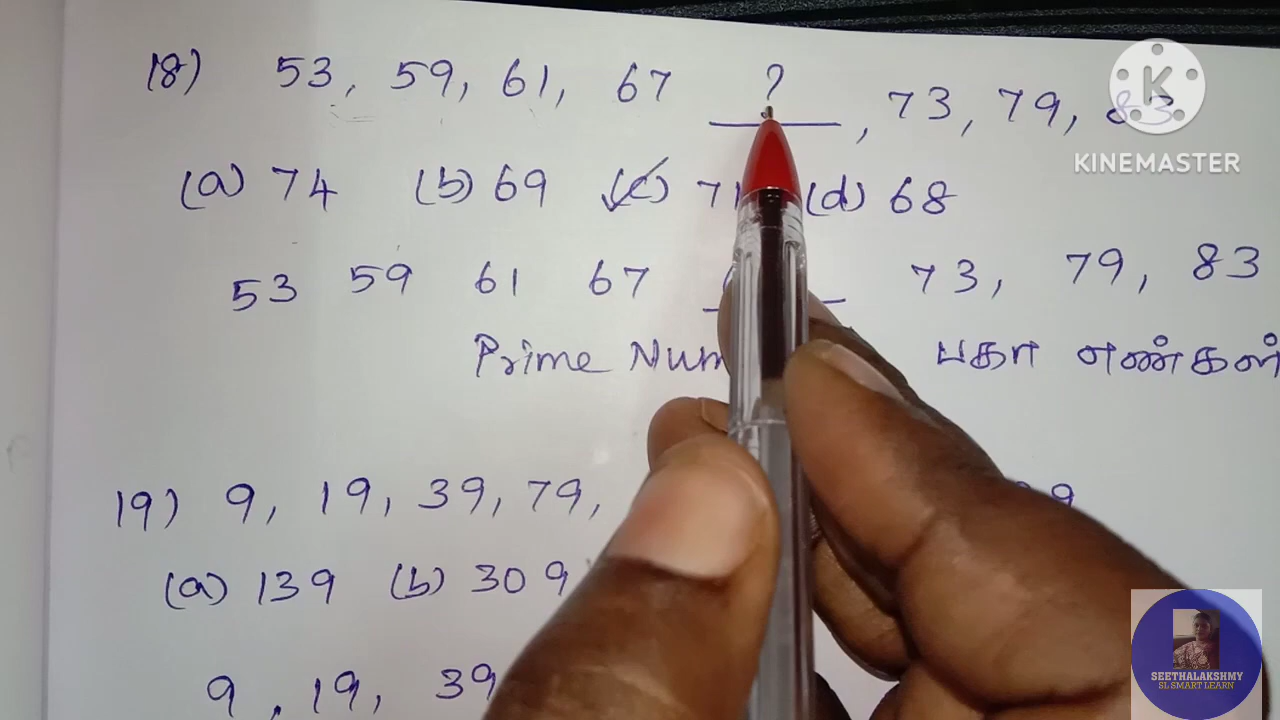 18) 53, 59, 61, 67 ?, 73, 79, 83
KINEMASTER
(a) 74 (b) 69 (c) 71 (d) 68
53 59 61 67 73, 79, 83
Prime பகா எண்கள்
19) 9, 19, 39, 79,
(a) 139 (b) 309
9, 19, 39
SEETHALAKSHMY
SL SMART LEARN